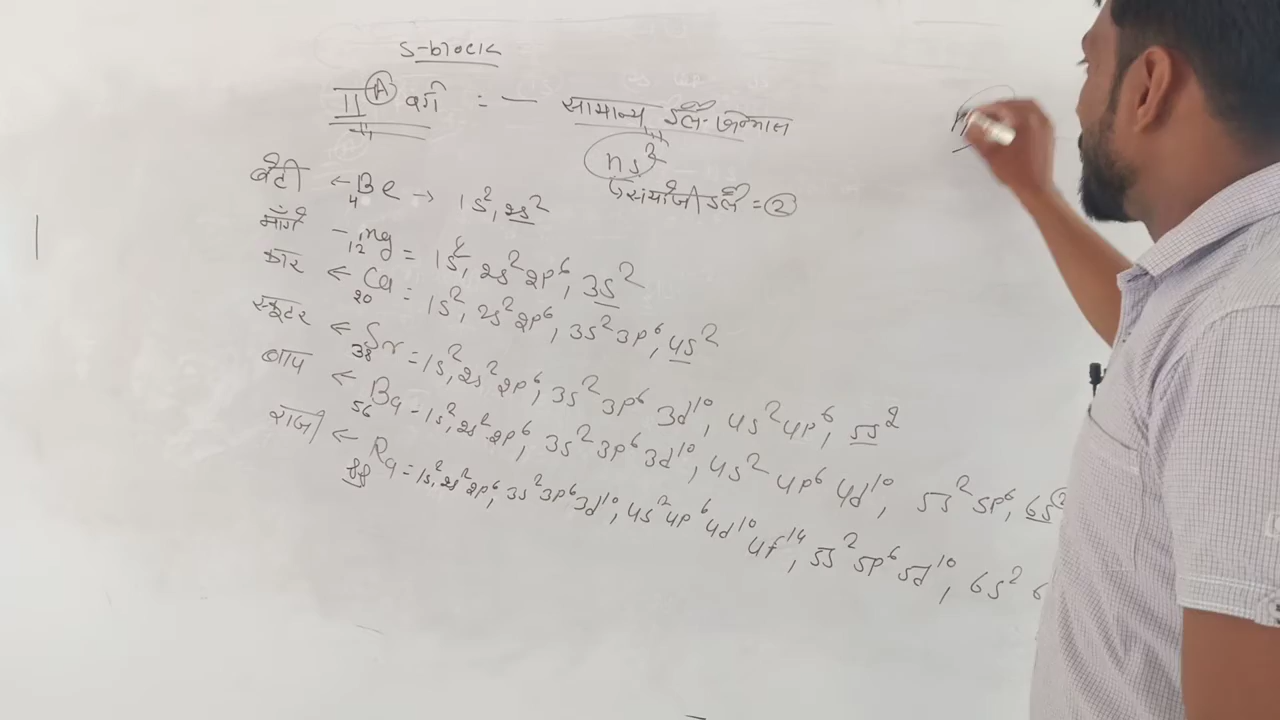 S-block
II A वर्ग :- सामान्य इलै. विन्यास
ns²
↳ संयोजी इलै = 2
बेटी ← ₄Be → 1s², 2s²
माँगे - ₁₂Mg = 1s², 2s² 2p⁶, 3s²
कार ← ₂₀Ca = 1s², 2s² 2p⁶, 3s² 3p⁶, 4s²
स्कूटर ← ₃₈Sr = 1s², 2s² 2p⁶, 3s² 3p⁶ 3d¹⁰, 4s² 4p⁶, 5s²
बाप ← ₅₆Ba - 1s², 2s² 2p⁶, 3s² 3p⁶ 3d¹⁰, 4s² 4p⁶ 4d¹⁰, 5s² 5p⁶, 6s²
राजी ← ₈₈Ra = 1s², 2s² 2p⁶, 3s² 3p⁶ 3d¹⁰, 4s² 4p⁶ 4d¹⁰ 4f¹⁴, 5s² 5p⁶ 5d¹⁰, 6s² 6